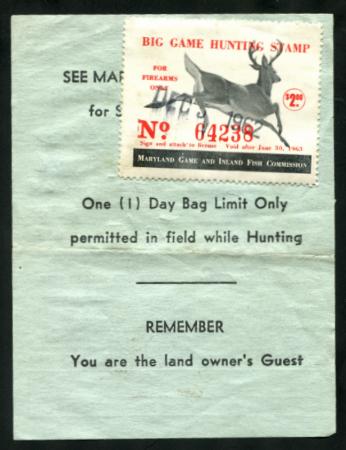 BIG GAME HUNTING STAMP
SEE MAR
FOR
FIREARMS
ONLY
$2.00
for S
DEC 1962
No 64238
Sign and attach to license Void after June 30, 1963
MARYLAND GAME AND INLAND FISH COMMISSION
One (1) Day Bag Limit Only
permitted in field while Hunting
REMEMBER
You are the land owner's Guest